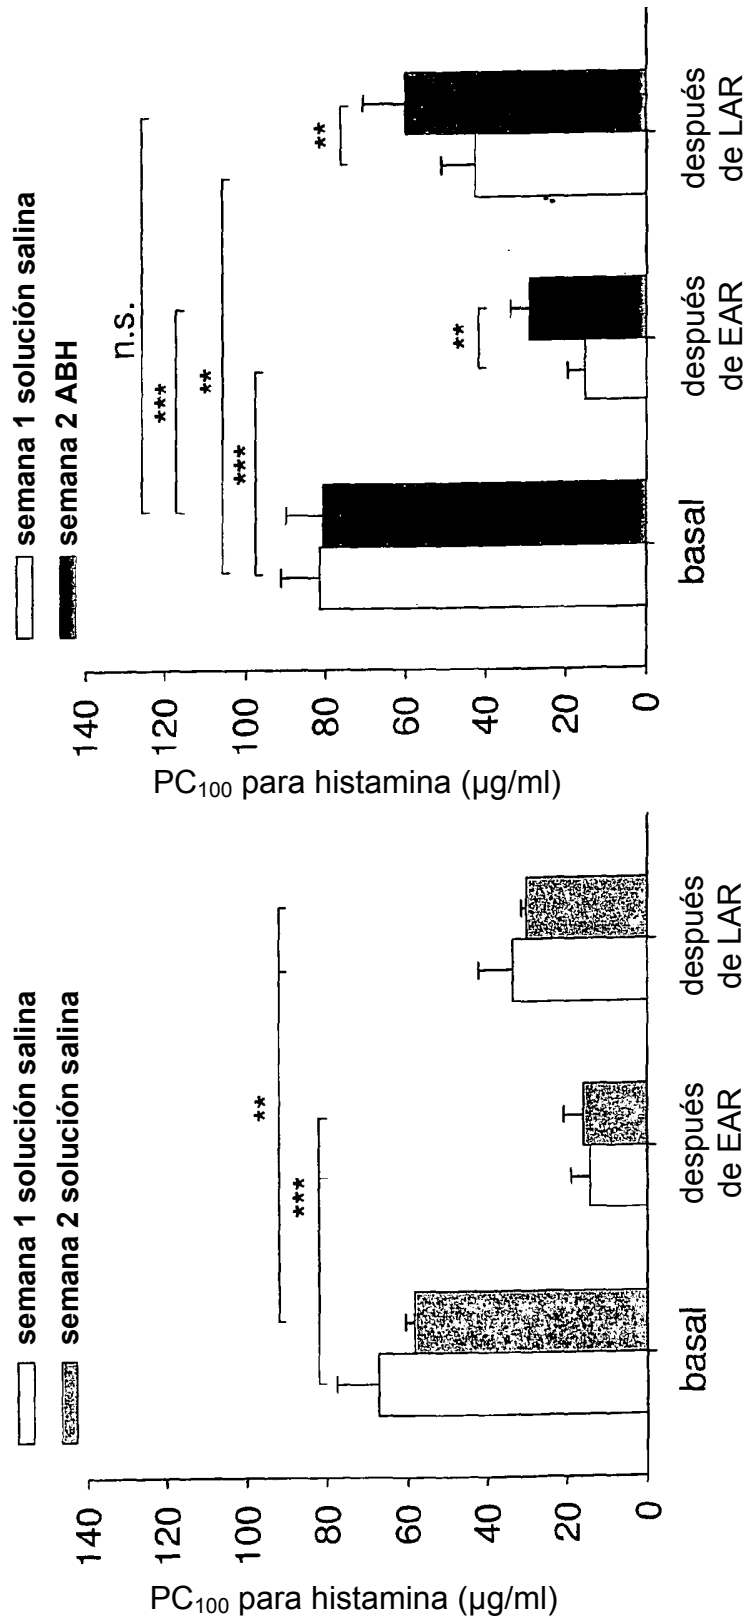 semana 1 solución salina
semana 2 solución salina
**
***
140
120
100
80
60
40
20
0
PC100 para histamina (µg/ml)
basal
después
de EAR
después
de LAR
semana 1 solución salina
semana 2 ABH
n.s.
***
**
***
**
**
140
120
100
80
60
40
20
0
PC100 para histamina (µg/ml)
basal
después
de EAR
después
de LAR